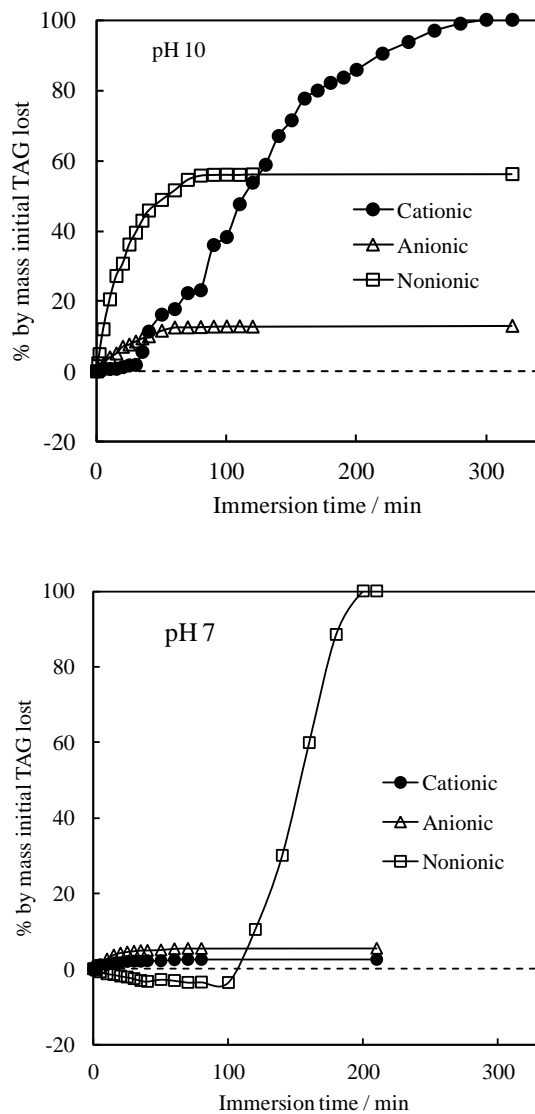 100
pH 10
80
60
40
20
0
-20
% by mass initial TAG lost
Cationic
Anionic
Nonionic
0 100 200 300
Immersion time / min
100
pH 7
80
60
40
20
0
-20
% by mass initial TAG lost
Cationic
Anionic
Nonionic
0 100 200 300
Immersion time / min